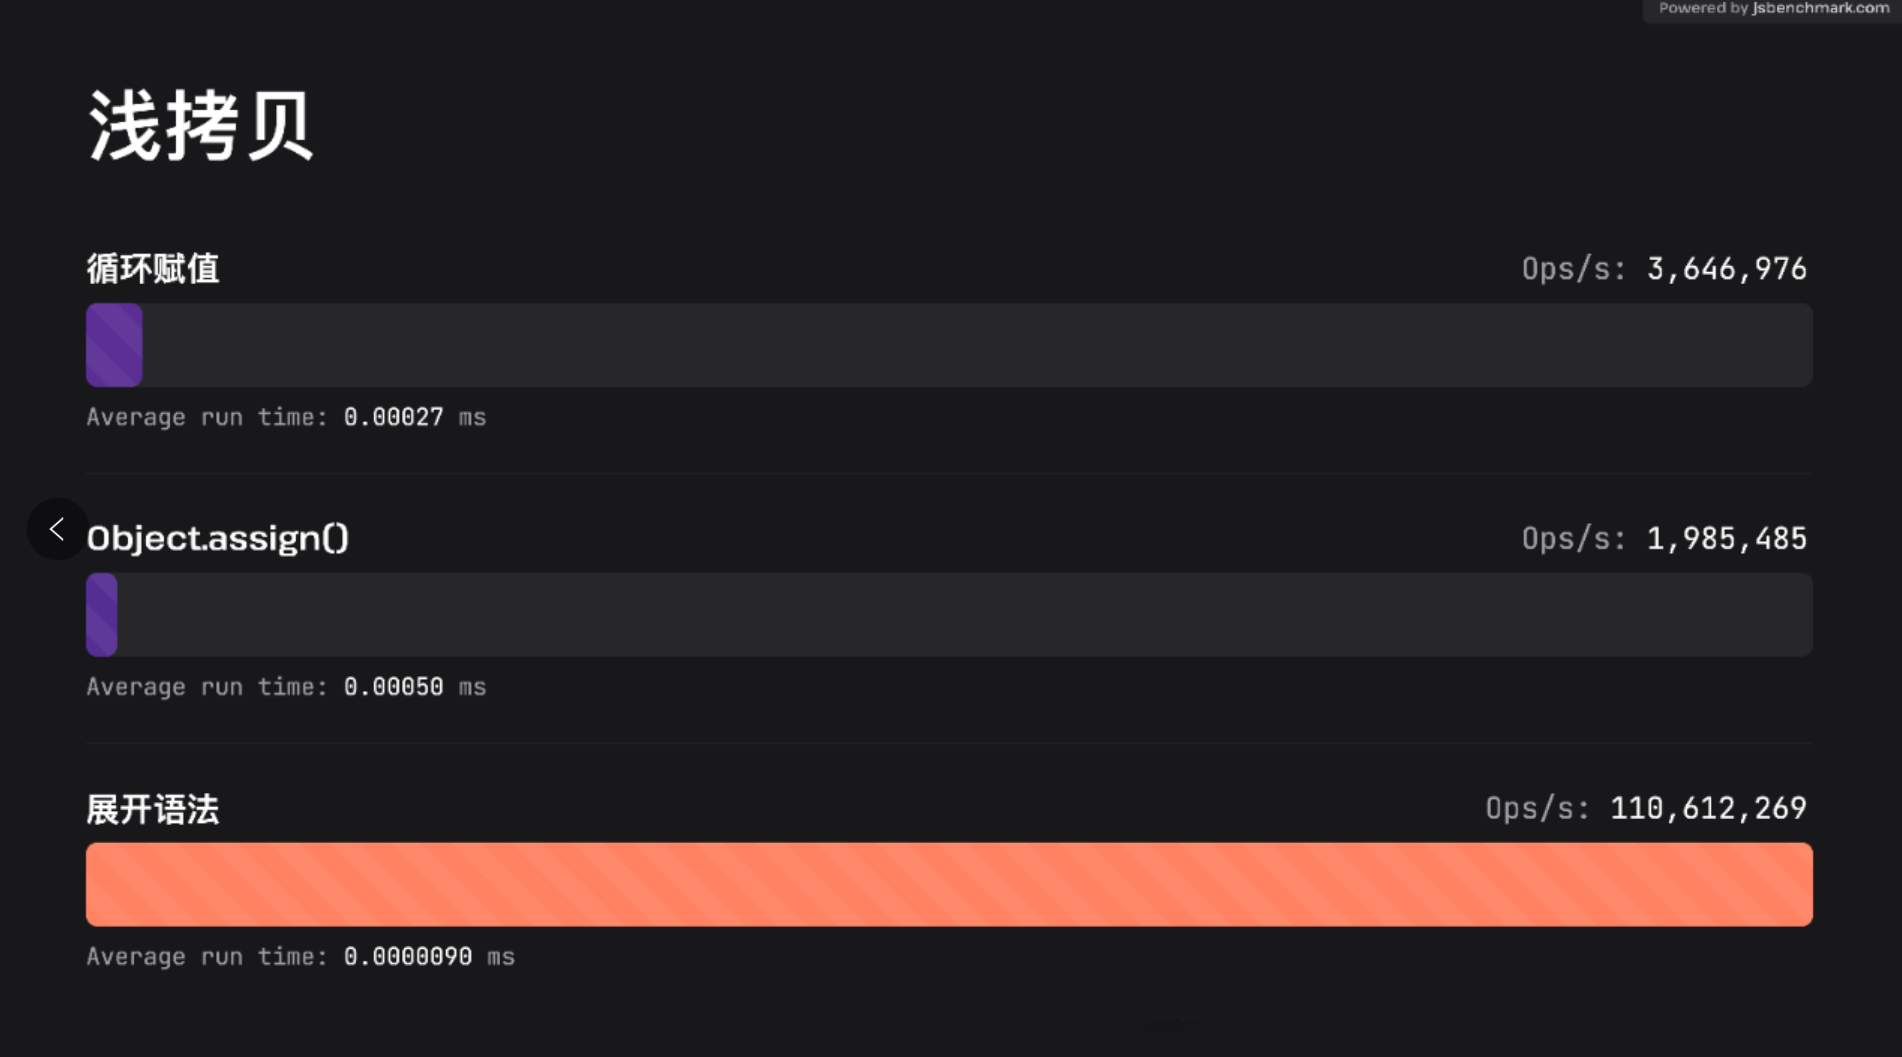 Powered by jsbenchmark.com
浅拷贝
循环赋值
Ops/s: 3,646,976
Average run time: 0.00027 ms
Object.assign()
Ops/s: 1,985,485
Average run time: 0.00050 ms
展开语法
Ops/s: 110,612,269
Average run time: 0.0000090 ms